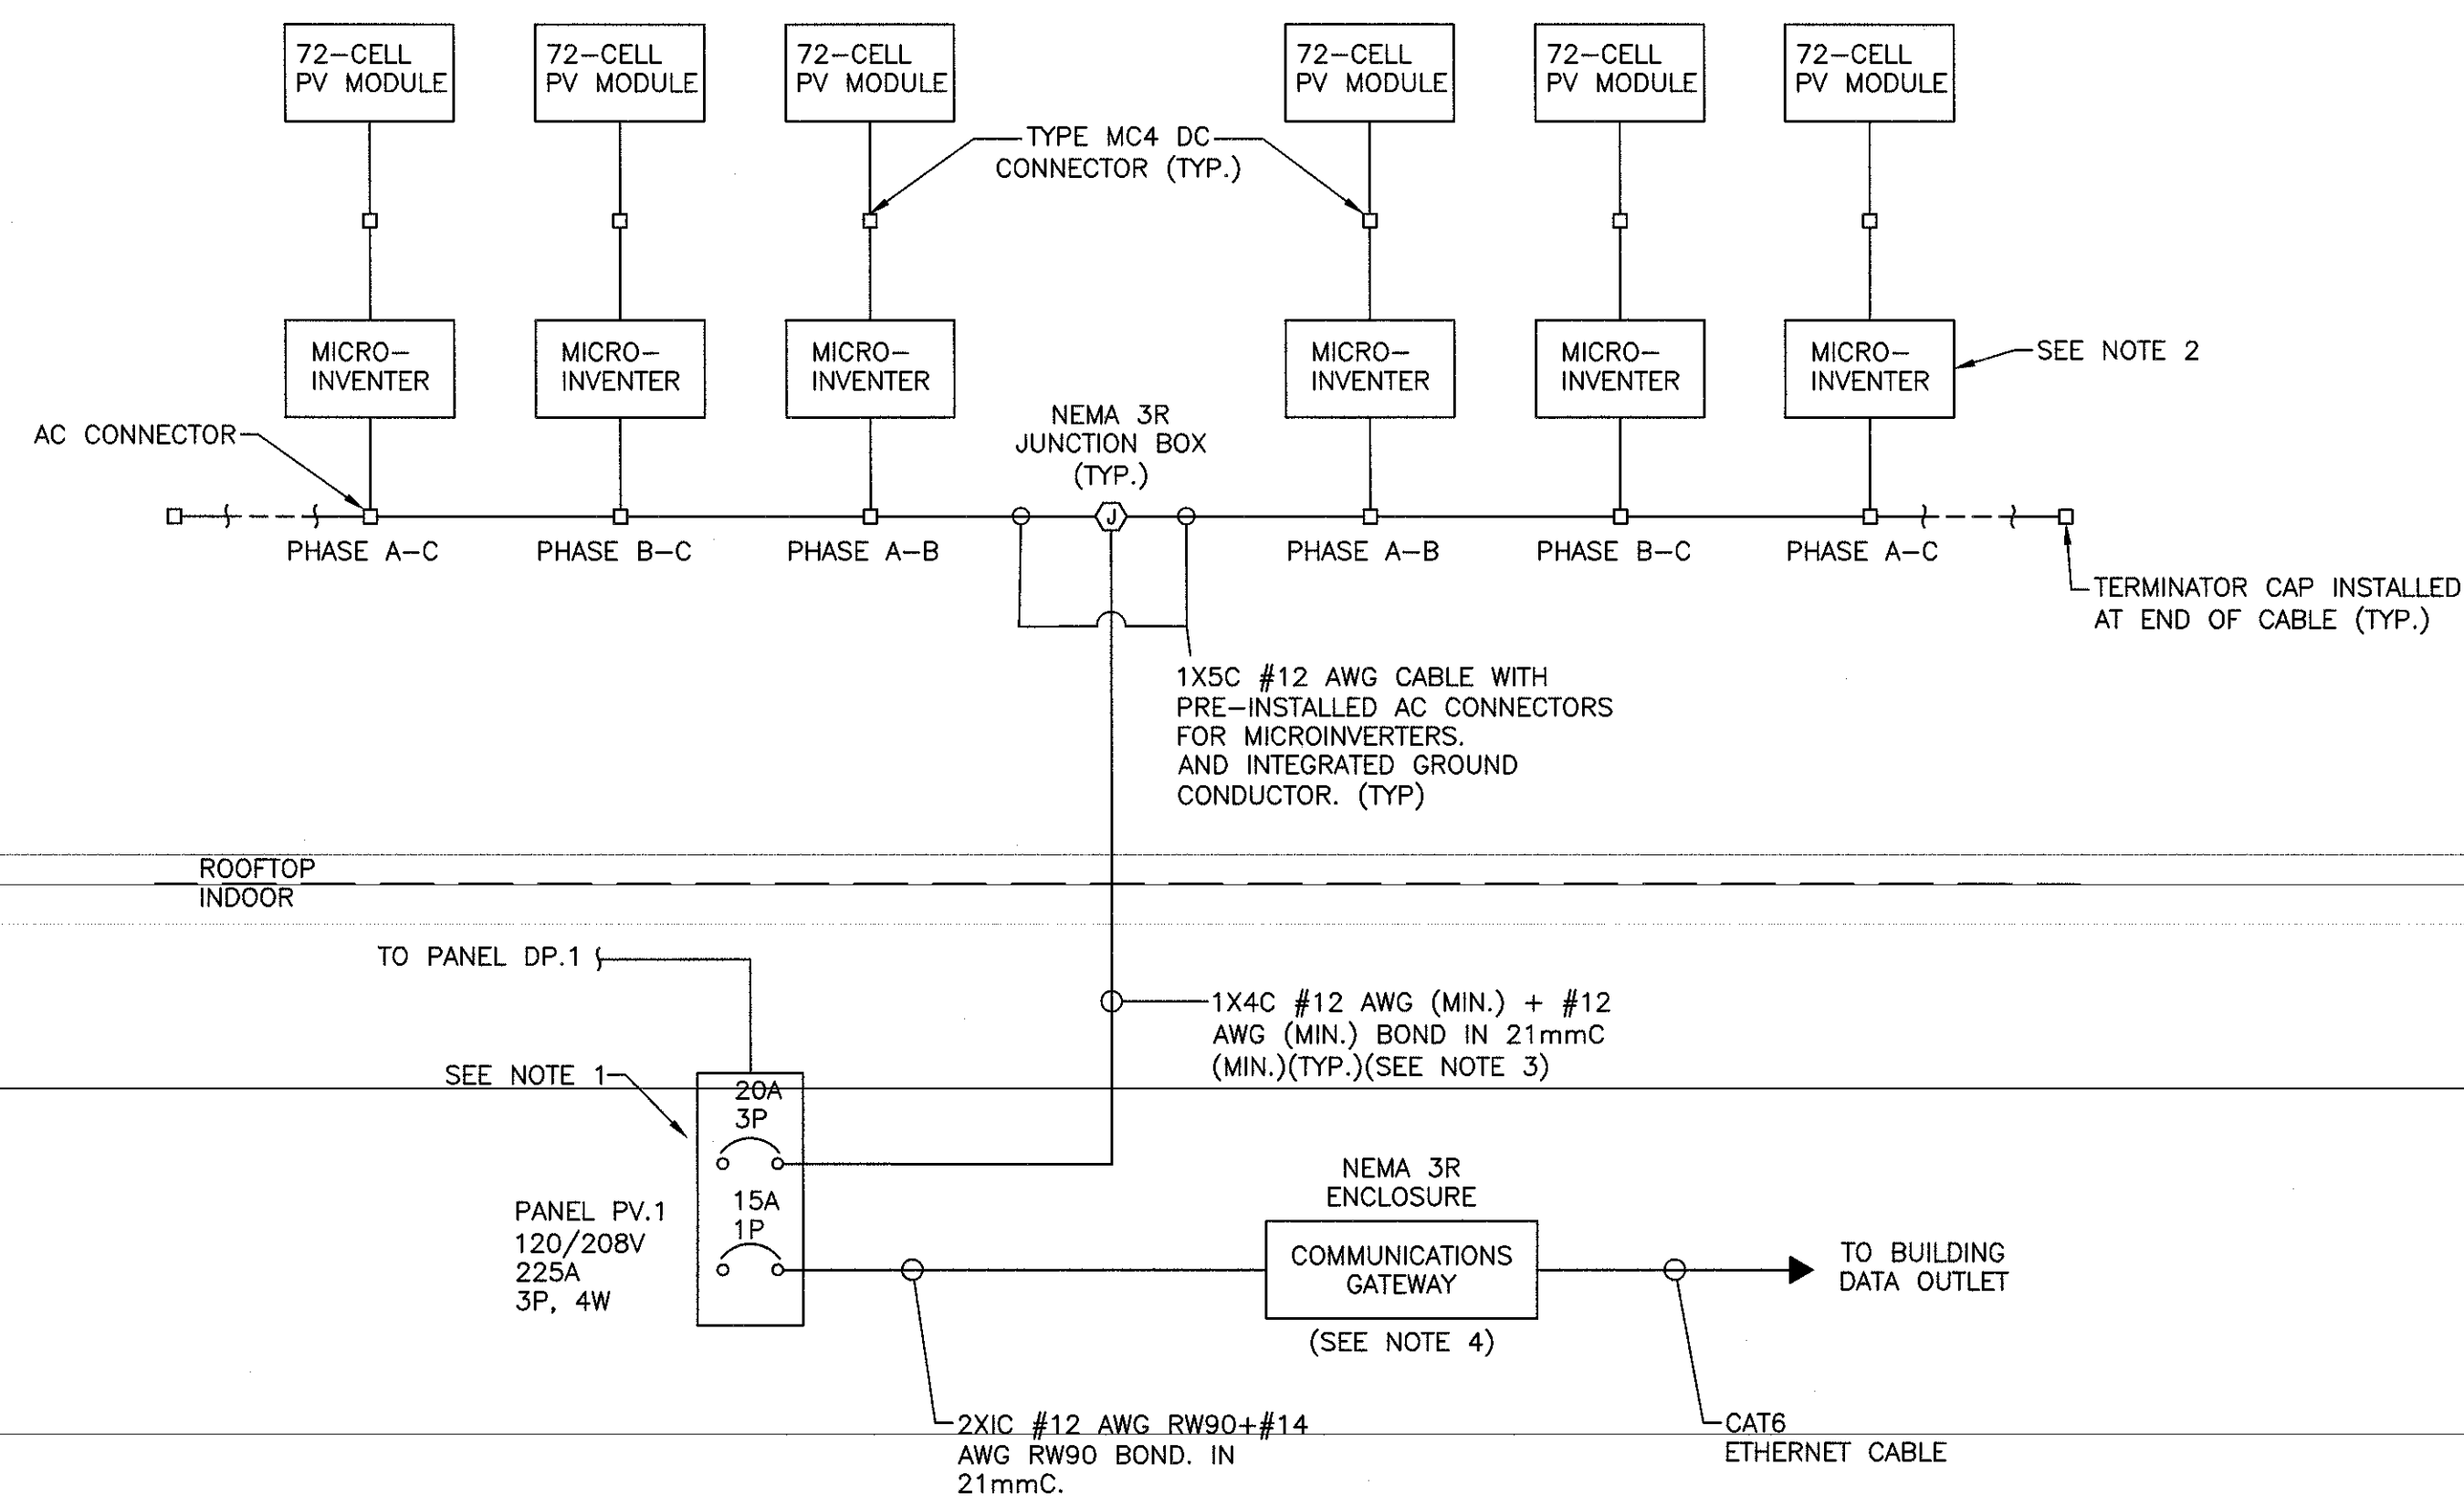 72-CELL
PV MODULE
72-CELL
PV MODULE
72-CELL
PV MODULE
72-CELL
PV MODULE
72-CELL
PV MODULE
72-CELL
PV MODULE
TYPE MC4 DC
CONNECTOR (TYP.)
MICRO-
INVENTER
MICRO-
INVENTER
MICRO-
INVENTER
MICRO-
INVENTER
MICRO-
INVENTER
MICRO-
INVENTER
SEE NOTE 2
AC CONNECTOR
NEMA 3R
JUNCTION BOX
(TYP.)
J
PHASE A-C
PHASE B-C
PHASE A-B
PHASE A-B
PHASE B-C
PHASE A-C
TERMINATOR CAP INSTALLED
AT END OF CABLE (TYP.)
1X5C #12 AWG CABLE WITH
PRE-INSTALLED AC CONNECTORS
FOR MICROINVERTERS.
AND INTEGRATED GROUND
CONDUCTOR. (TYP)
ROOFTOP
INDOOR
TO PANEL DP.1
1X4C #12 AWG (MIN.) + #12
AWG (MIN.) BOND IN 21mmC
(MIN.)(TYP.)(SEE NOTE 3)
SEE NOTE 1
20A
3P
15A
1P
PANEL PV.1
120/208V
225A
3P, 4W
NEMA 3R
ENCLOSURE
COMMUNICATIONS
GATEWAY
(SEE NOTE 4)
TO BUILDING
DATA OUTLET
2XIC #12 AWG RW90+#14
AWG RW90 BOND. IN
21mmC.
CAT6
ETHERNET CABLE